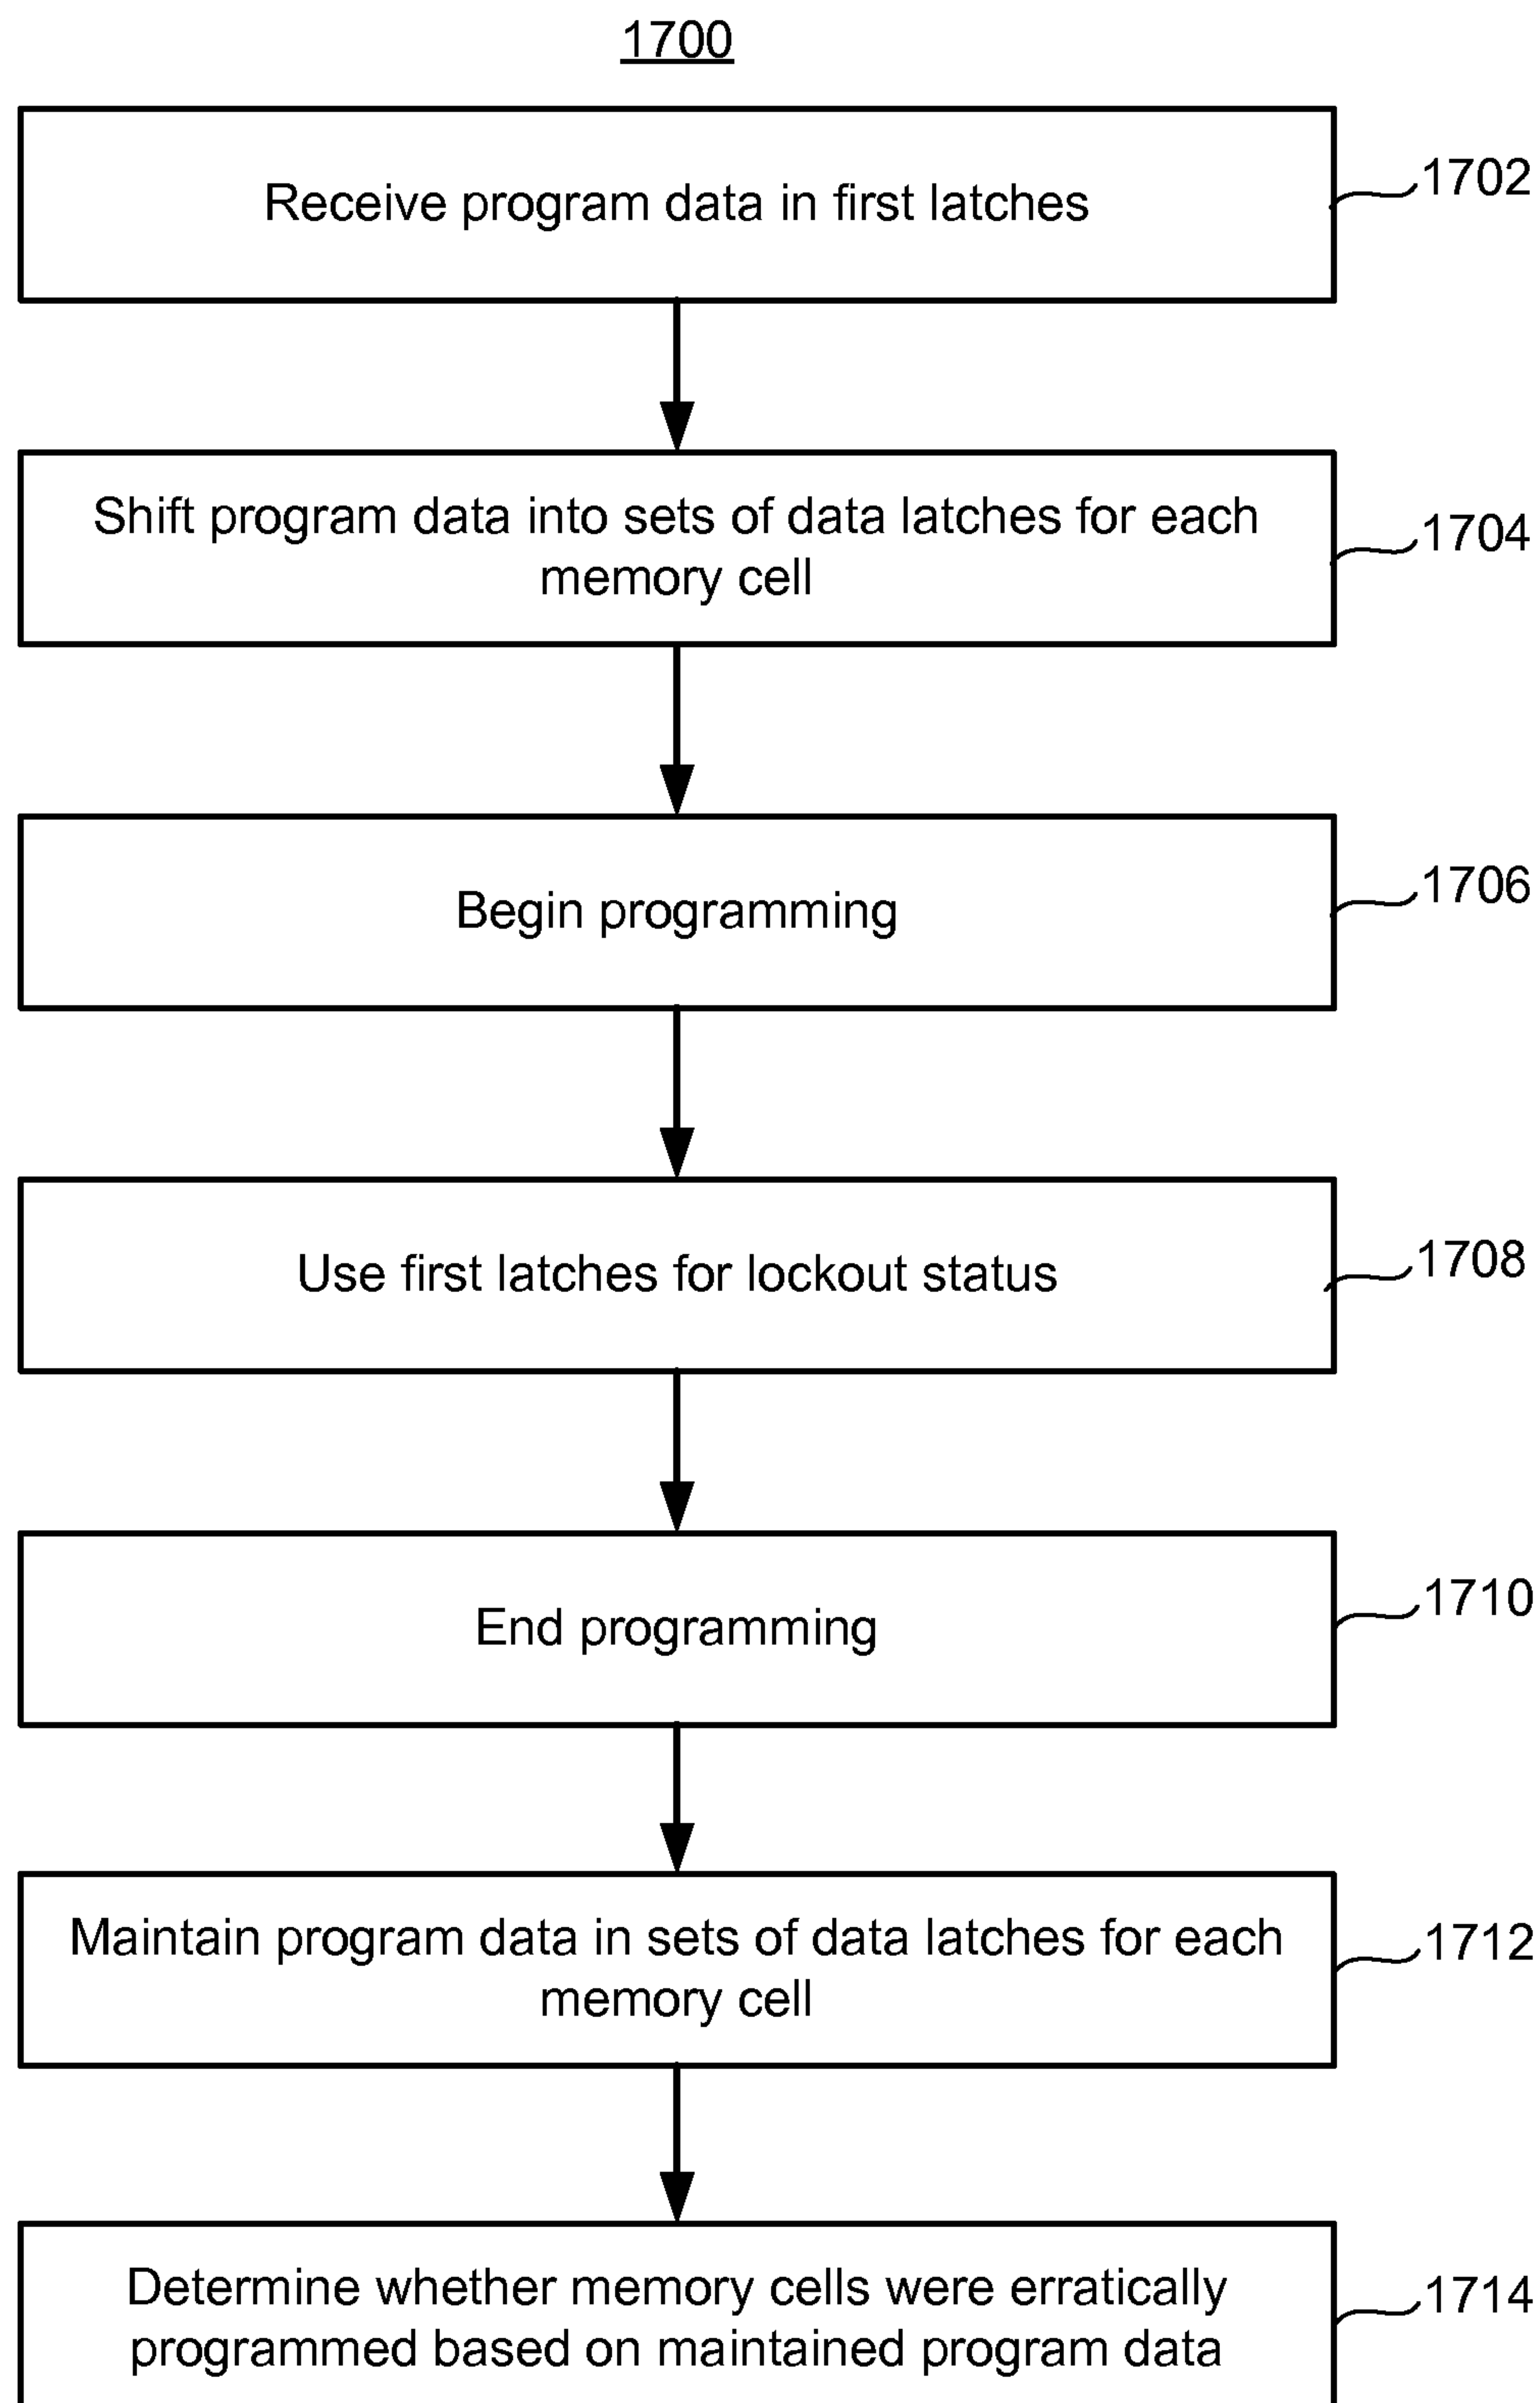 1700
Receive program data in first latches
1702
Shift program data into sets of data latches for each
memory cell
1704
Begin programming
1706
Use first latches for lockout status
1708
End programming
1710
Maintain program data in sets of data latches for each
memory cell
1712
Determine whether memory cells were erratically
programmed based on maintained program data
1714